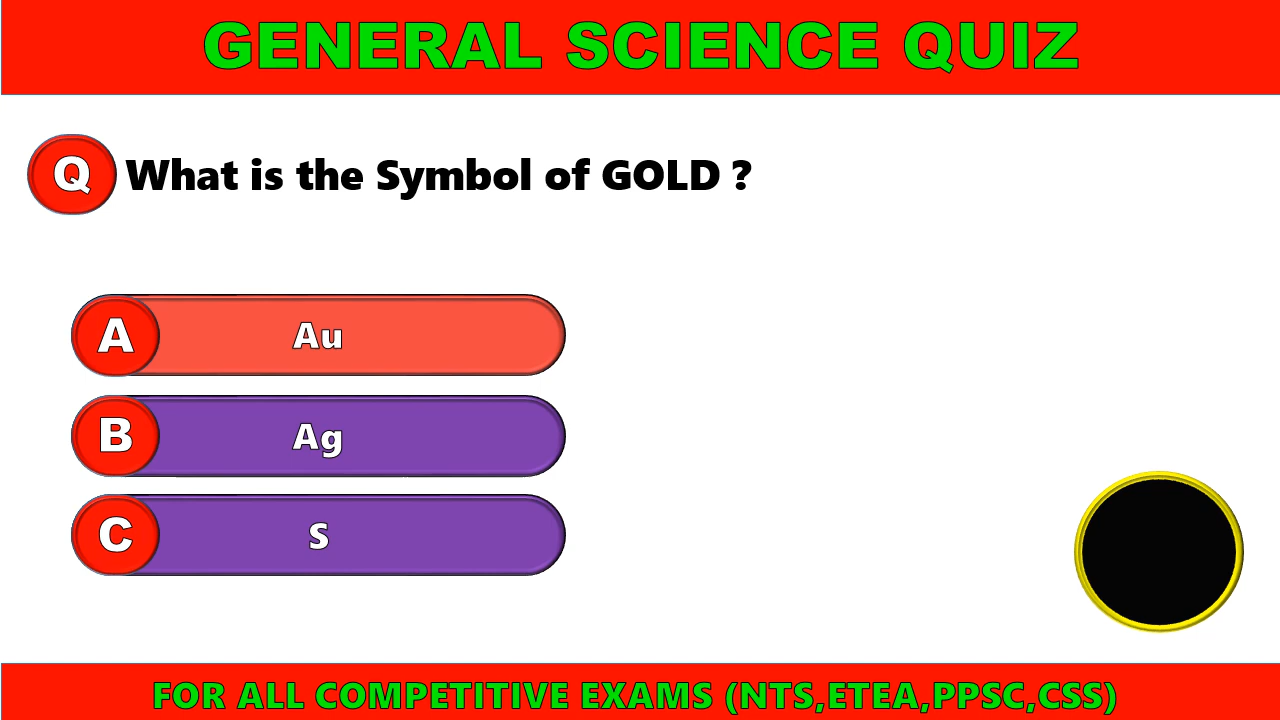 GENERAL SCIENCE QUIZ
Q What is the Symbol of GOLD ?
A Au
B Ag
C S
FOR ALL COMPETITIVE EXAMS (NTS,ETEA,PPSC,CSS)